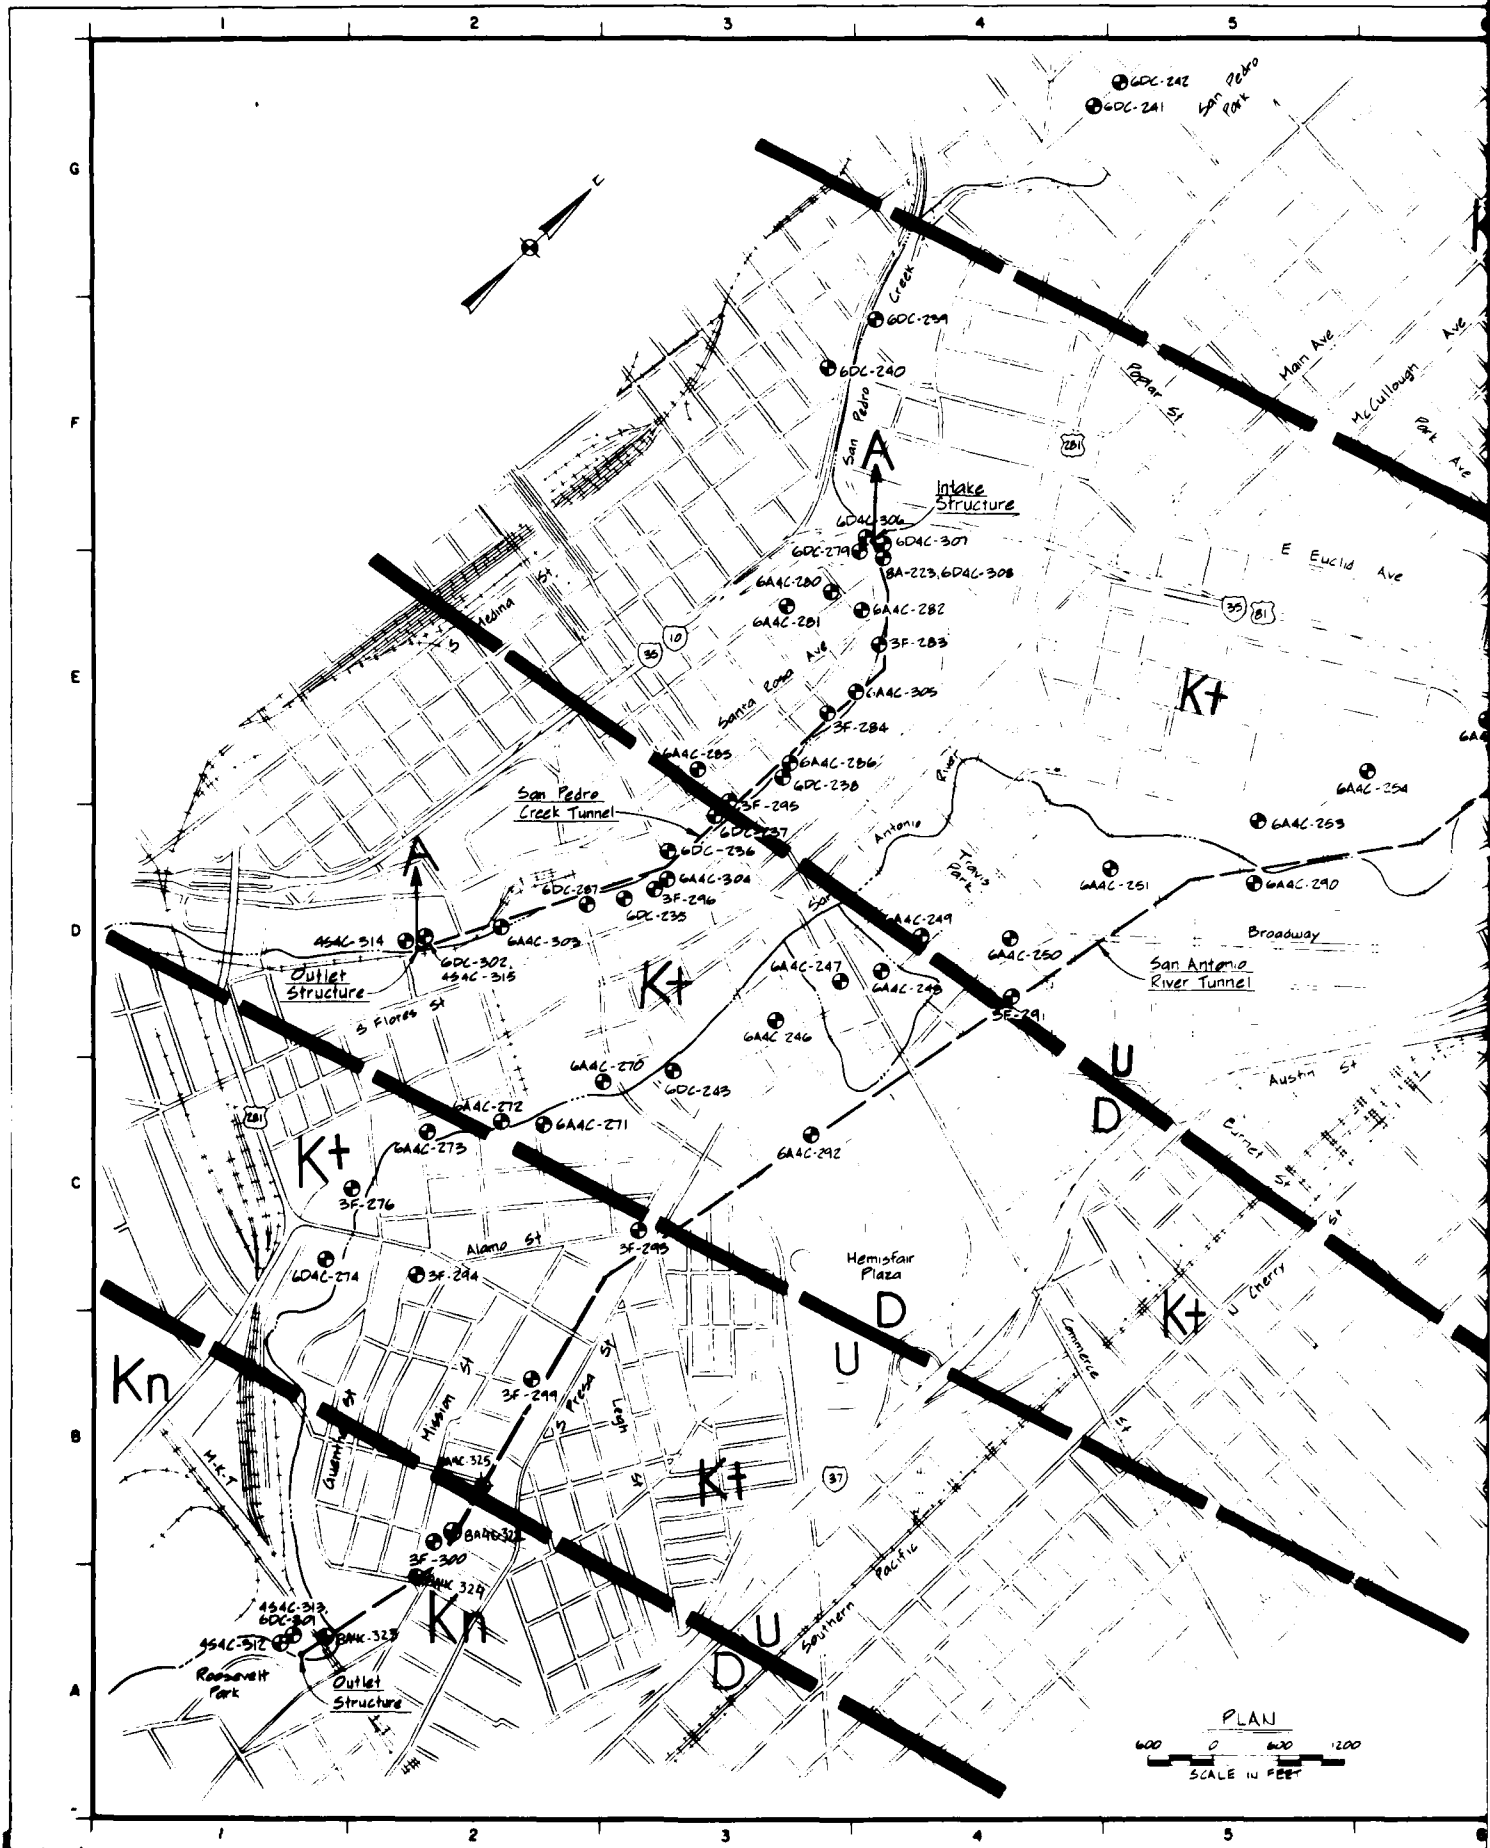 1 2 3 4 5
6DC-242
San Pedro
Park
6DC-241
G
Creek
6DC-239
6DC-240
San Pedro
Poplar St
Main Ave
McCullough Ave
Park Ave
F
281
A
Intake
Structure
6D4C-306
6D4C-307
6DC-279
8A-223,6D4C-308
E Euclid Ave
6A4C-280
6A4C-281
6A4C-282
35 81
S Medina St
35 10
3F-283
Santa Rosa Ave
E
6A4C-305
Kt
3F-284
6A4C-285
6A4C-286
6DC-238
River
6A4C-254
San Pedro
Creek Tunnel
3F-295
6DC-237
6A4C-253
Antonio
6DC-236
A
Travis
Park
6A4C-304
6DC-287
3F-296
6DC-235
6A4C-251
6A4C-290
San
6A4C-249
D
4S4C-314
6A4C-303
6DC-302,
4S4C-315
Broadway
6A4C-250
Outlet
Structure
6A4C-247
6A4C-248
San Antonio
River Tunnel
Kt
3F-291
S Flores St
6A4C-246
U
D
6A4C-270
6DC-243
Austin St
281
6A4C-272
6A4C-271
6A4C-273
Burnet St
6A4C-292
Kt
C
3F-276
Alamo St
3F-293
Hemisfair
Plaza
6D4C-274
3F-294
N Cherry St
D
Kt
U
Commerce St
Kn
3F-299
S Presa St
Leigh St
Mission St
Guenther St
B
M-K-T
Kt
37
3F-300
Southern Pacific
4S4C-313,
6DC-301
Kn
4S4C-312
U
D
Roosevelt
Park
Outlet
Structure
A
PLAN
600 0 600 1200
SCALE IN FEET
1 2 3 4 5 6